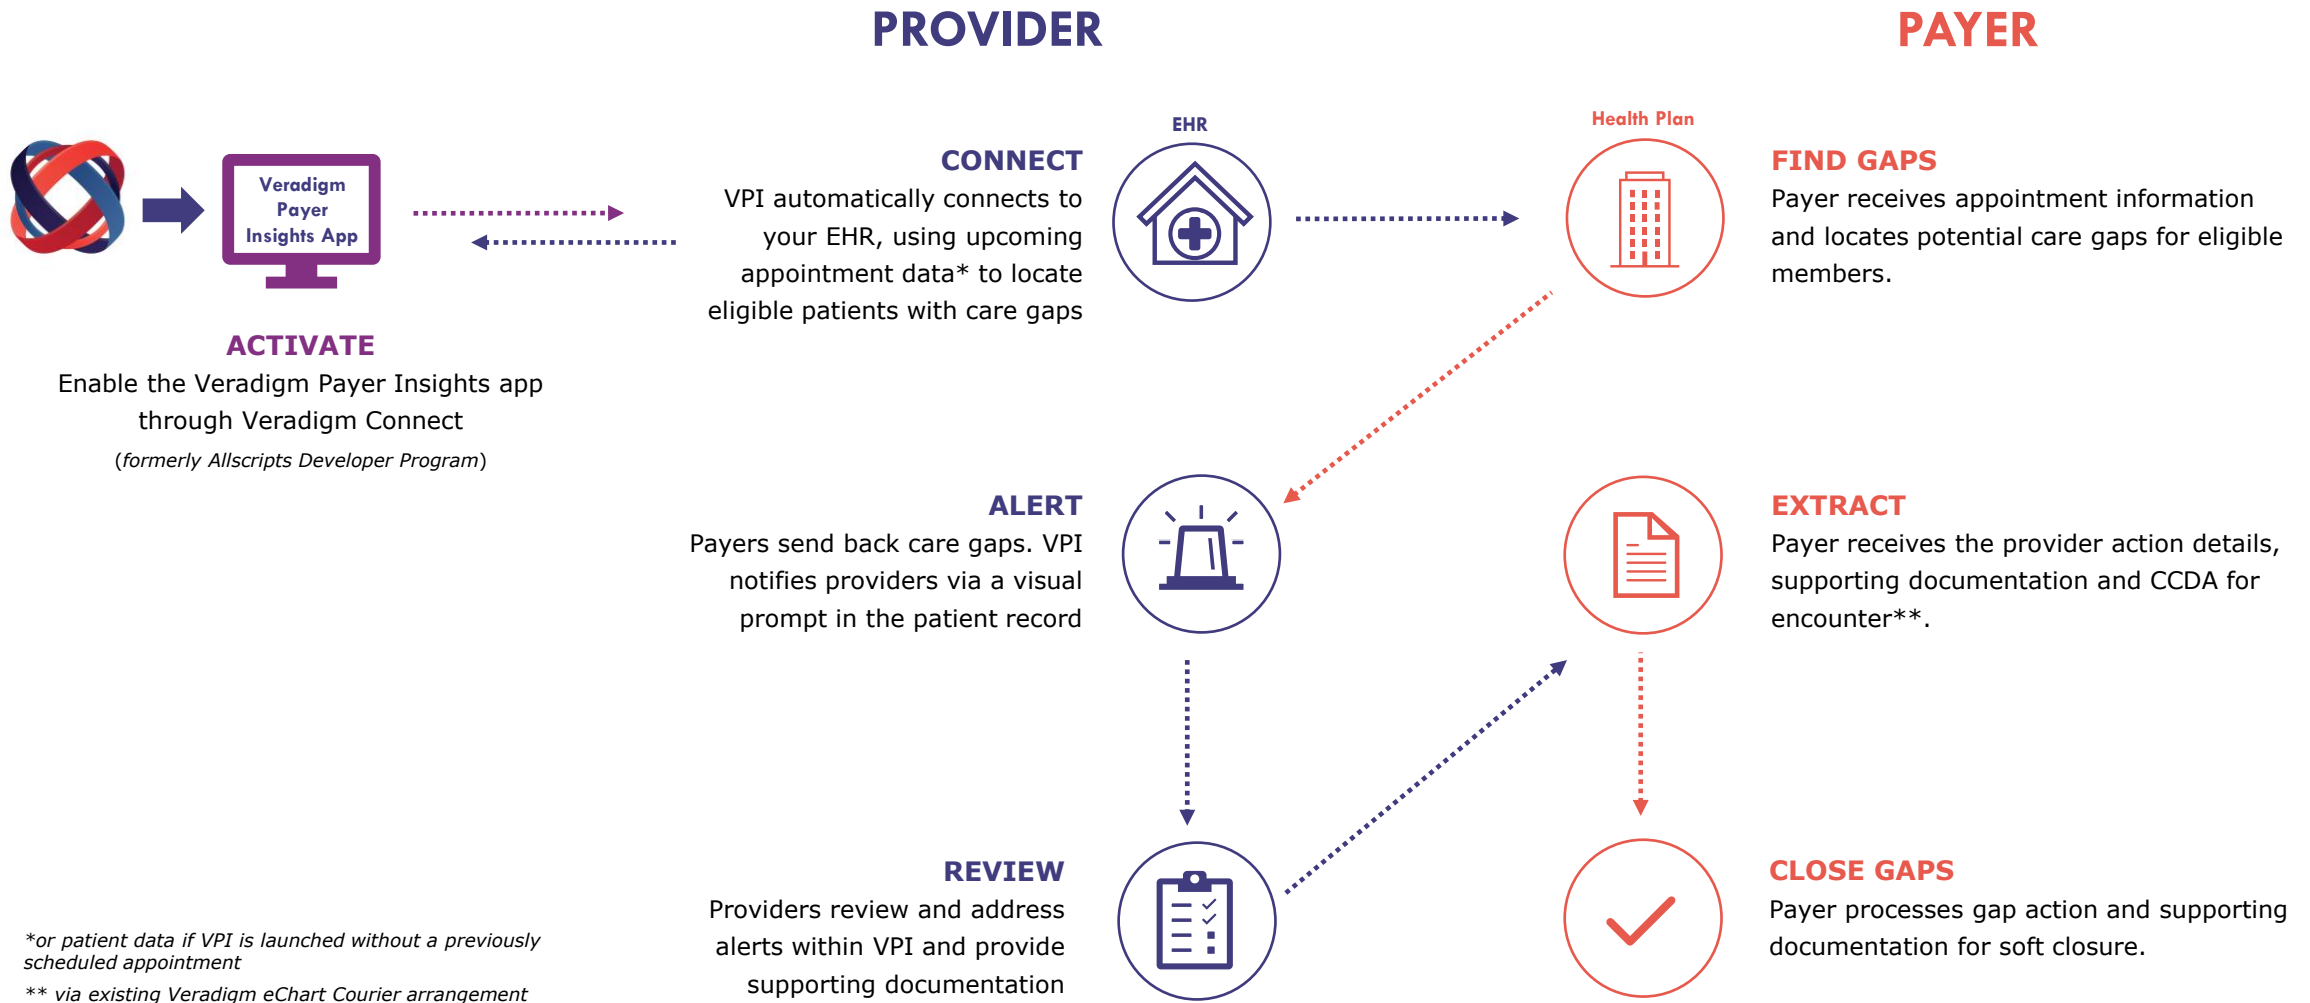 PROVIDER
PAYER
Veradigm
Payer
Insights App
ACTIVATE
Enable the Veradigm Payer Insights app
through Veradigm Connect
(formerly Allscripts Developer Program)
EHR
CONNECT
VPI automatically connects to
your EHR, using upcoming
appointment data* to locate
eligible patients with care gaps
Health Plan
FIND GAPS
Payer receives appointment information
and locates potential care gaps for eligible
members.
ALERT
Payers send back care gaps. VPI
notifies providers via a visual
prompt in the patient record
EXTRACT
Payer receives the provider action details,
supporting documentation and CCDA for
encounter**.
REVIEW
Providers review and address
alerts within VPI and provide
supporting documentation
CLOSE GAPS
Payer processes gap action and supporting
documentation for soft closure.
*or patient data if VPI is launched without a previously
scheduled appointment
** via existing Veradigm eChart Courier arrangement